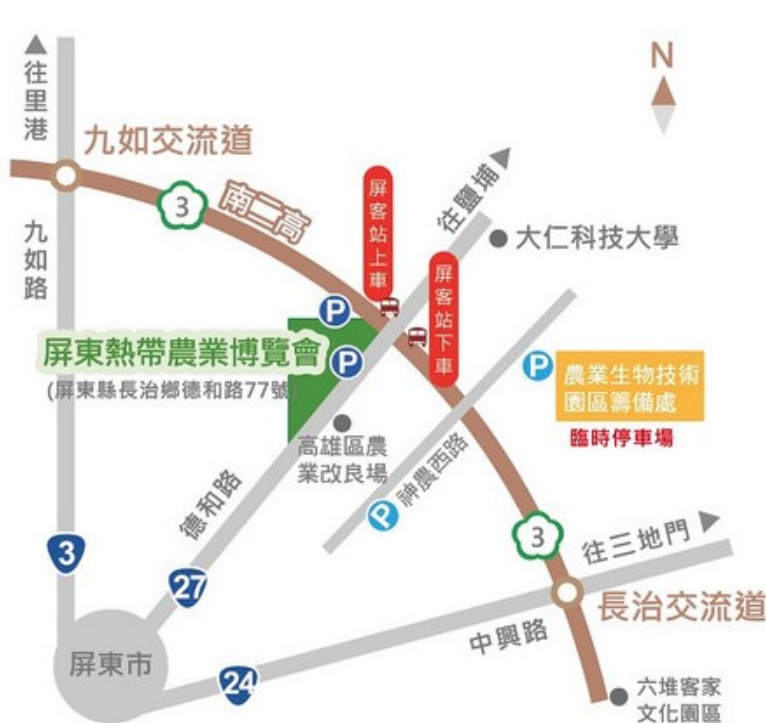 往里港
N
九如交流道
3
南二高
屏客站上車
往鹽埔
大仁科技大學
九如路
屏客站下車
P
屏東熱帶農業博覽會
P
(屏東縣長治鄉德和路77號)
P
農業生物技術
園區籌備處
臨時停車場
高雄區農
業改良場
神農西路
德和路
P
3
往三地門
3
27
長治交流道
中興路
屏東市
24
六堆客家
文化園區